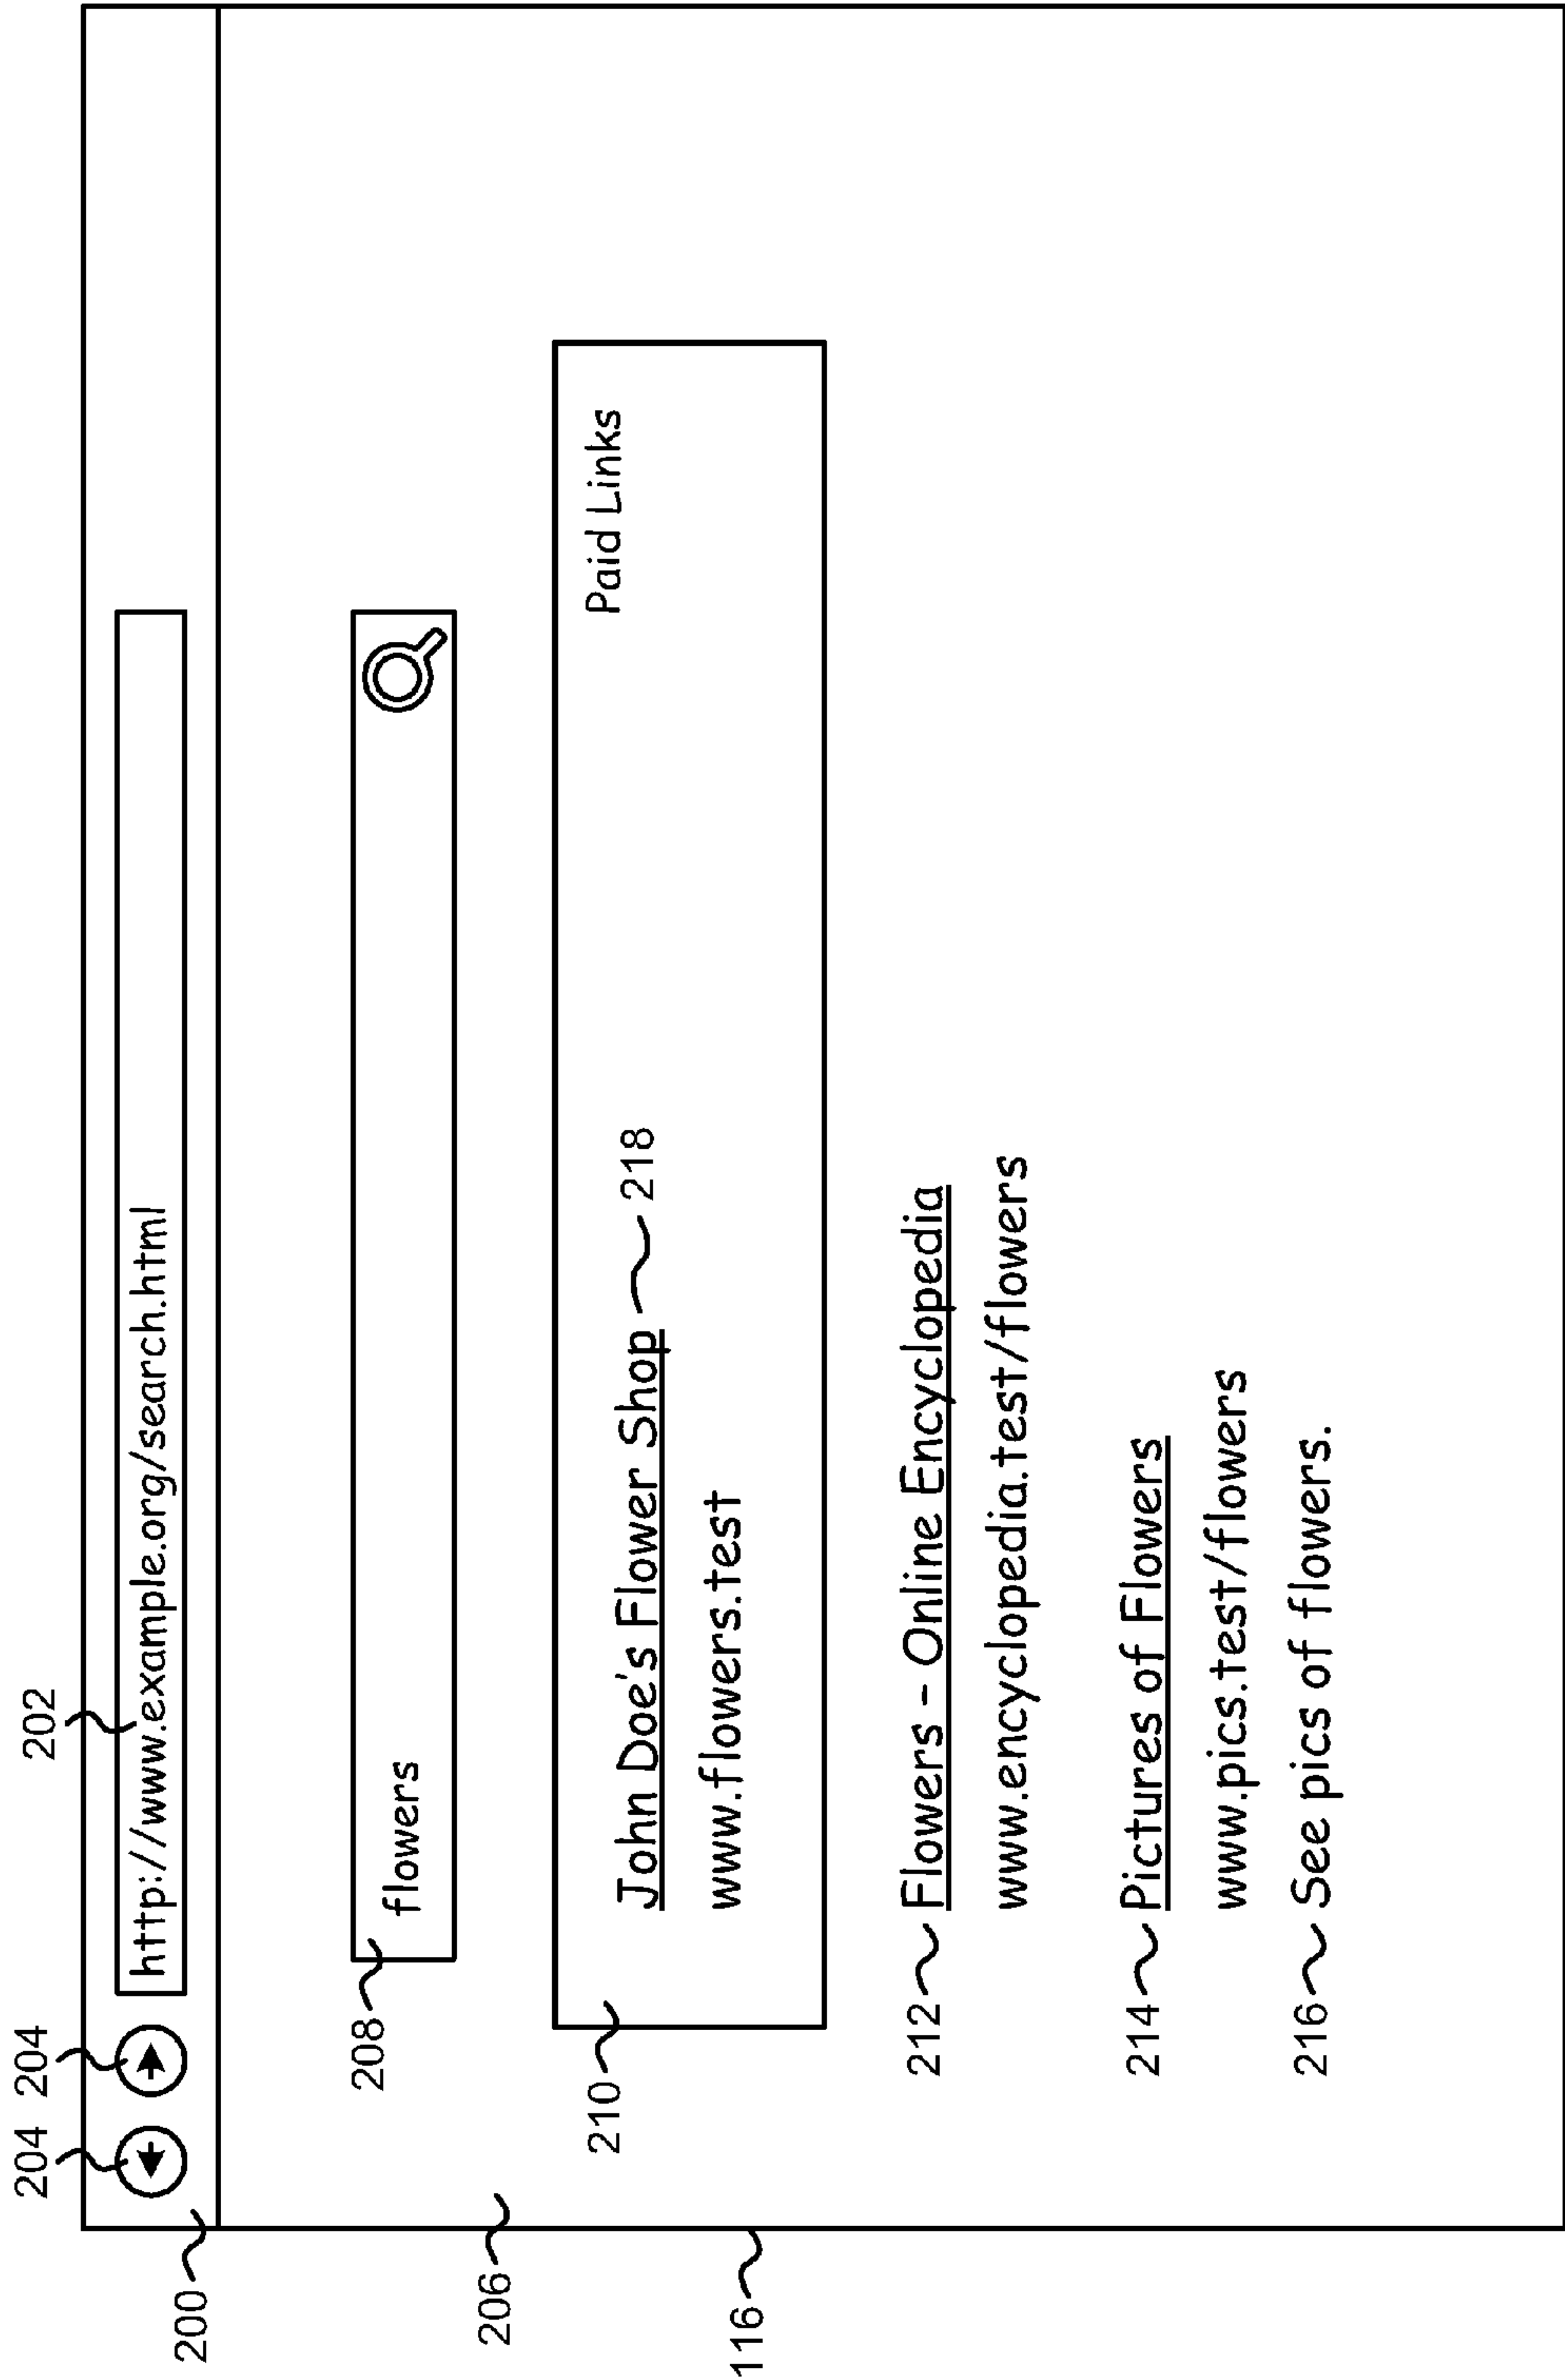 202
204 204
http://www.example.org/search.html
200
208
flowers
206
210
Paid Links
John Doe's Flower Shop 218
www.flowers.test
116
212 Flowers - Online Encyclopedia
www.encyclopedia.test/flowers
214 Pictures of Flowers
www.pics.test/flowers
216 See pics of flowers.